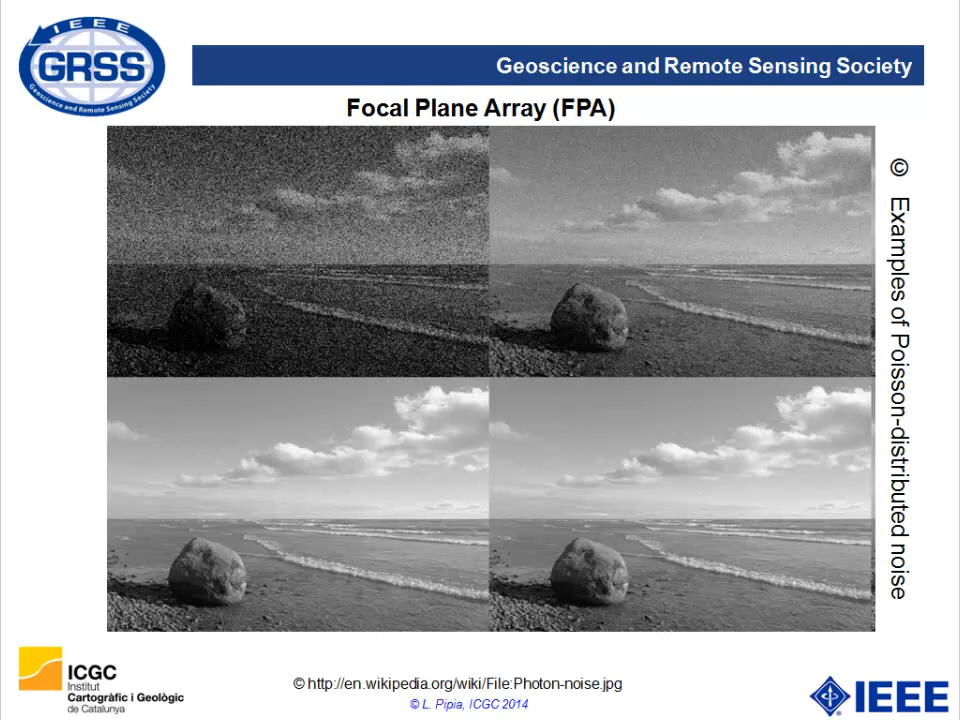 IEEE
GRSS
Geoscience and Remote Sensing Society
Geoscience and Remote Sensing Society
Focal Plane Array (FPA)
© Examples of Poisson-distributed noise
ICGC
Institut
Cartogràfic i Geològic
de Catalunya
© http://en.wikipedia.org/wiki/File:Photon-noise.jpg
© L. Pipia, ICGC 2014
IEEE